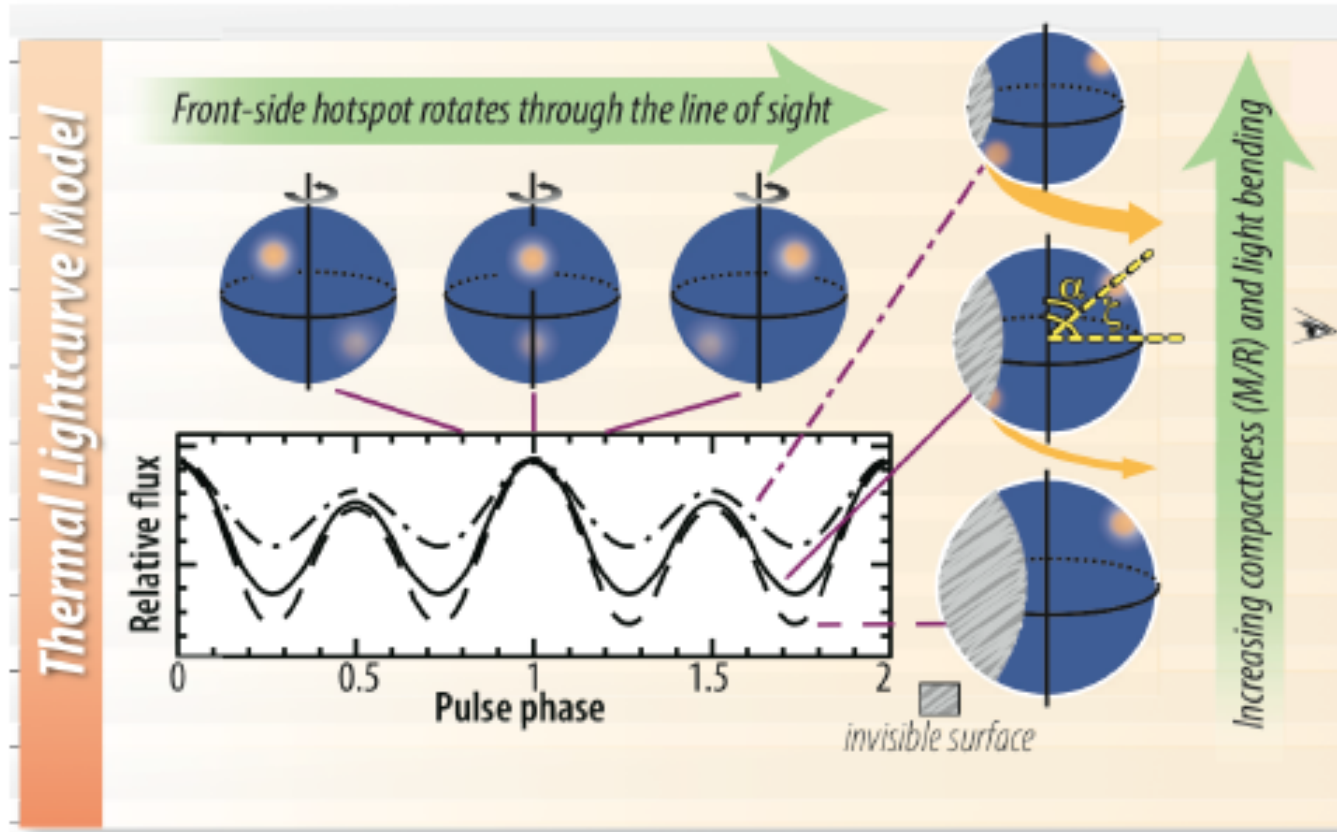 Thermal Lightcurve Model
Front-side hotspot rotates through the line of sight
Increasing compactness (M/R) and light bending
α
ζ
Relative flux
0
0.5
1
1.5
2
Pulse phase
invisible surface